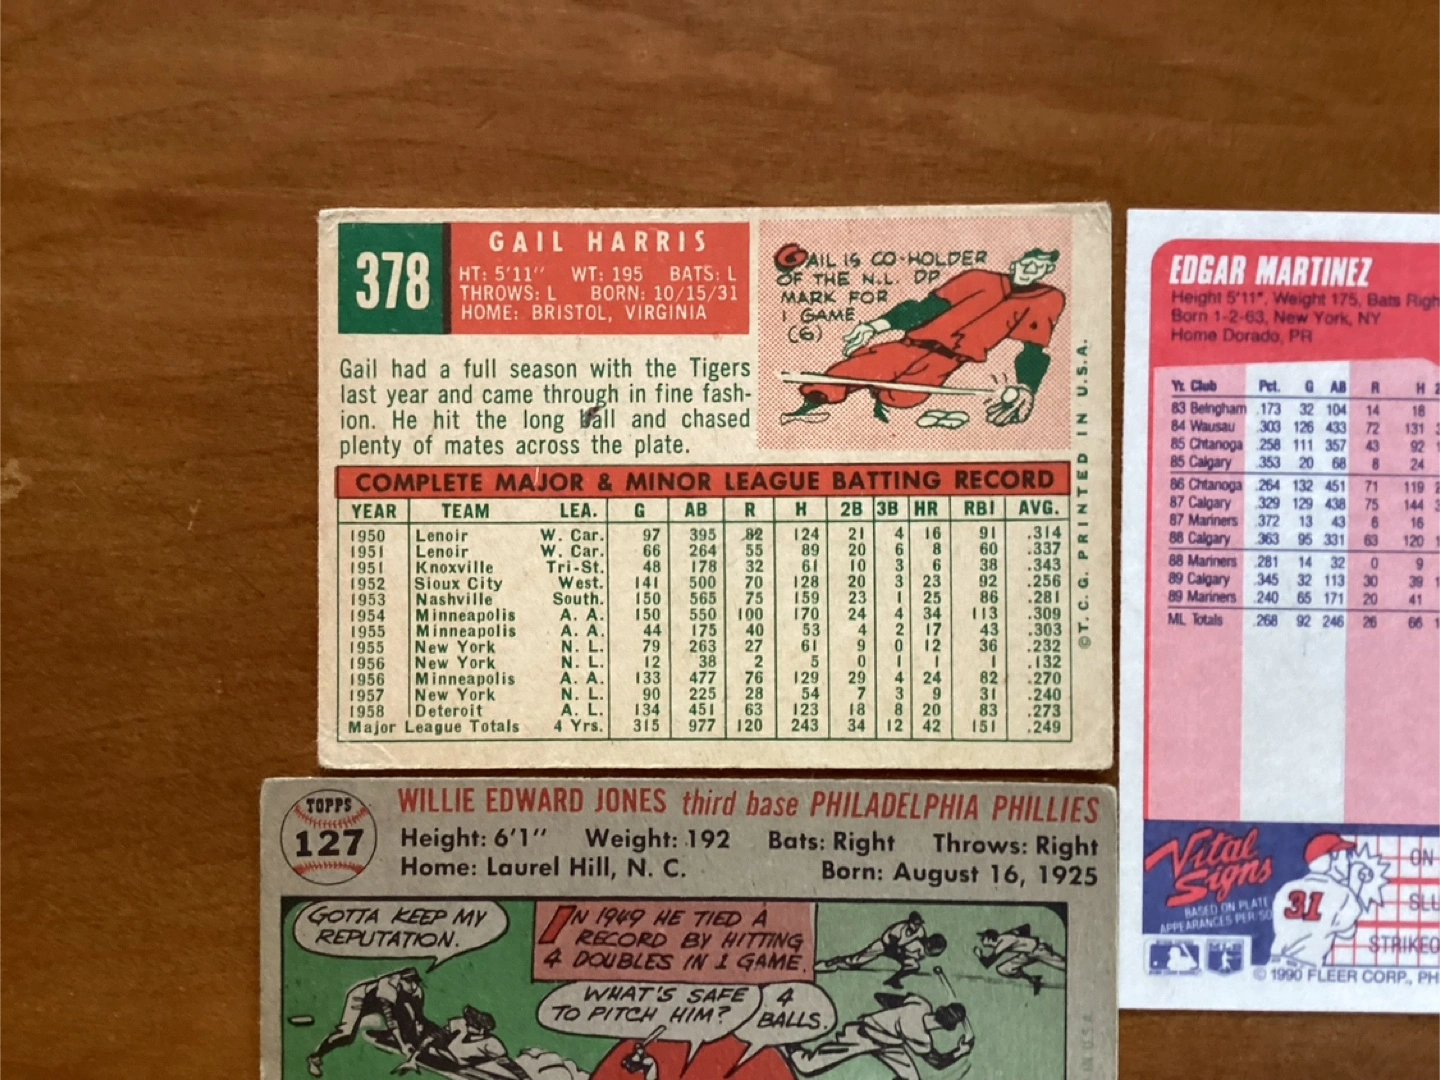 378
GAIL HARRIS
HT: 5'11" WT: 195 BATS: L
THROWS: L BORN: 10/15/31
HOME: BRISTOL, VIRGINIA
GAIL IS CO-HOLDER
OF THE N.L. DP
MARK FOR
1 GAME
(6)
Gail had a full season with the Tigers
last year and came through in fine fash-
ion. He hit the long ball and chased
plenty of mates across the plate.
COMPLETE MAJOR & MINOR LEAGUE BATTING RECORD
YEAR TEAM LEA. G AB R H 2B 3B HR RBI AVG.
1950 Lenoir W. Car. 97 395 82 124 21 4 16 91 .314
1951 Lenoir W. Car. 66 264 55 89 20 6 8 60 .337
1951 Knoxville Tri-St. 48 178 32 61 10 3 6 38 .343
1952 Sioux City West. 141 500 70 128 20 3 23 92 .256
1953 Nashville South. 150 565 75 159 23 1 25 86 .281
1954 Minneapolis A. A. 150 550 100 170 24 4 34 113 .309
1955 Minneapolis A. A. 44 175 40 53 4 2 17 43 .303
1955 New York N. L. 79 263 27 61 9 0 12 36 .232
1956 New York N. L. 12 38 2 5 0 1 1 1 .132
1956 Minneapolis A. A. 133 477 76 129 29 4 24 82 .270
1957 New York N. L. 90 225 28 54 7 3 9 31 .240
1958 Deteroit A. L. 134 451 63 123 18 8 20 83 .273
Major League Totals 4 Yrs. 315 977 120 243 34 12 42 151 .249
©T.C.G. PRINTED IN U.S.A.
EDGAR MARTINEZ
Height 5'11", Weight 175, Bats Righ
Born 1-2-63, New York, NY
Home Dorado, PR
Yr. Club Pct. G AB R H 2
83 Belngham .173 32 104 14 18
84 Wausau .303 126 433 72 131
85 Chtanoga .258 111 357 43 92
85 Calgary .353 20 68 8 24
86 Chtanoga .264 132 451 71 119
87 Calgary .329 129 438 75 144
87 Mariners .372 13 43 6 16
88 Calgary .363 95 331 63 120
88 Mariners .281 14 32 0 9
89 Calgary .345 32 113 30 39
89 Mariners .240 65 171 20 41
ML Totals .268 92 246 26 66
Vital
Signs
BASED ON PLATE
APPEARANCES PER 50
31
ON
SLU
STRIKEO
© 1990 FLEER CORP., PH
TOPPS
127
WILLIE EDWARD JONES third base PHILADELPHIA PHILLIES
Height: 6'1" Weight: 192 Bats: Right Throws: Right
Home: Laurel Hill, N. C. Born: August 16, 1925
GOTTA KEEP MY
REPUTATION.
IN 1949 HE TIED A
RECORD BY HITTING
4 DOUBLES IN 1 GAME.
WHAT'S SAFE
TO PITCH HIM?
4
BALLS.
IN U.S.A.